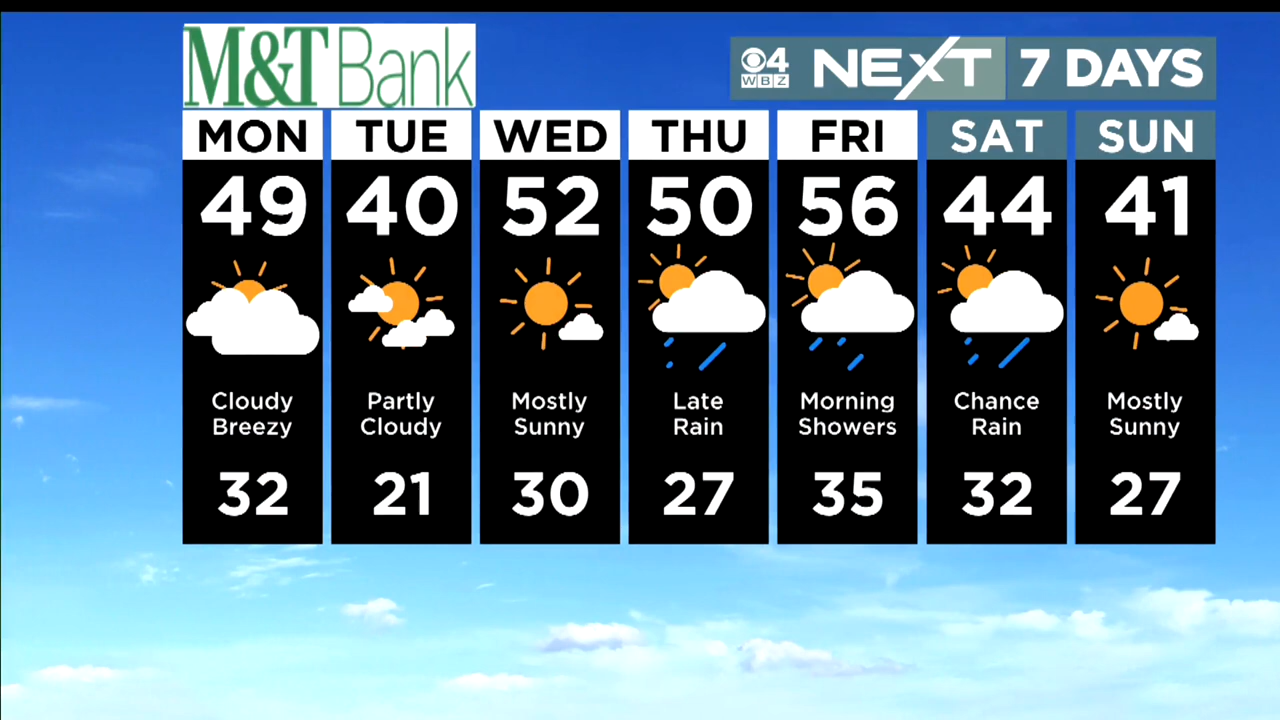 M&T Bank
4 WBZ NEXT 7 DAYS
MON TUE WED THU FRI SAT SUN
49 40 52 50 56 44 41
Cloudy Partly Mostly Late Morning Chance Mostly
Breezy Cloudy Sunny Rain Showers Rain Sunny
32 21 30 27 35 32 27